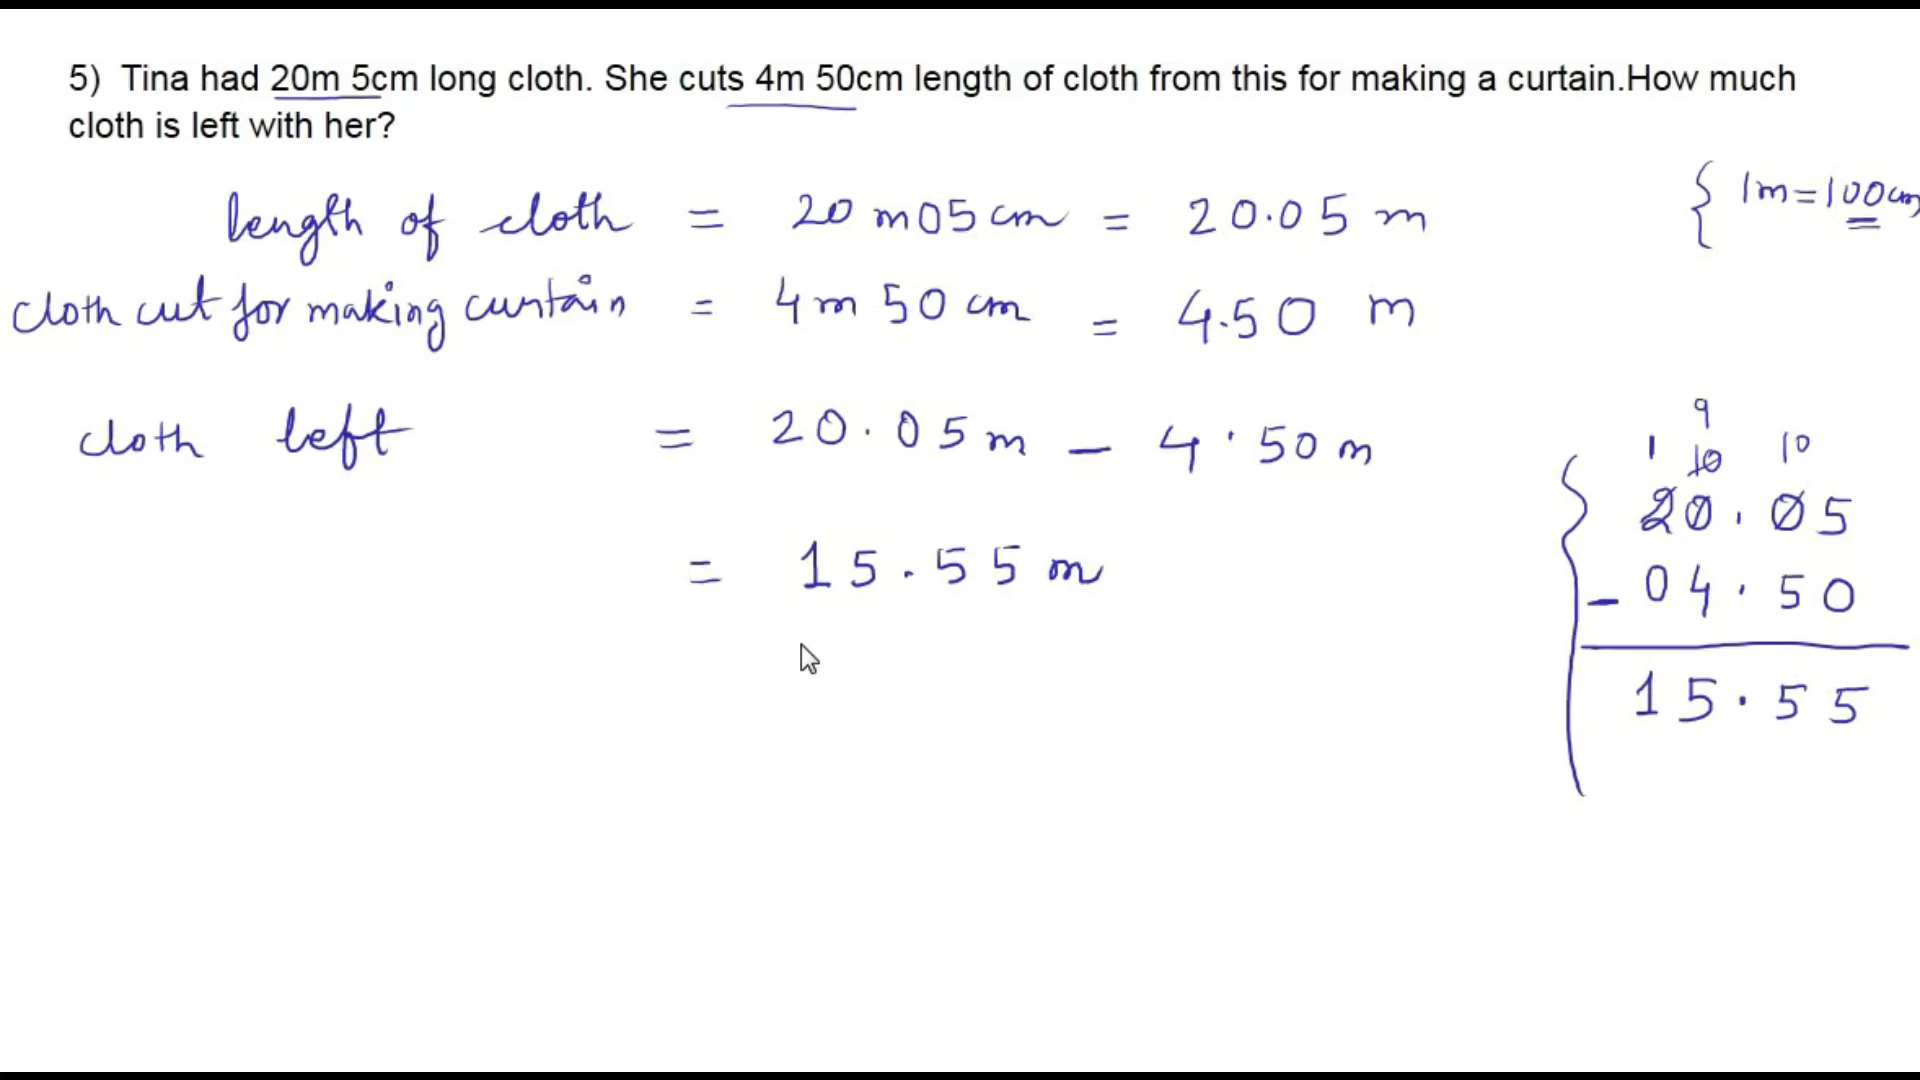 5) Tina had 20m 5cm long cloth. She cuts 4m 50cm length of cloth from this for making a curtain.How much
cloth is left with her?
1m=100cm
length of cloth = 20 m05 cm = 20.05 m
cloth cut for making curtain = 4m 50 cm = 4.50 m
cloth left = 20.05 m - 4.50 m
= 15.55 m
9
1 10 10
20.05
- 04.50
15.55